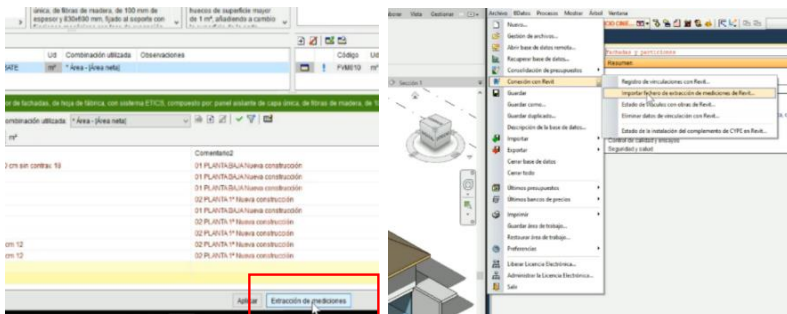 única, de fibras de madera, de 100 mm de
espesor y 830x690 mm, fijado al soporte con
huecos de superficie mayor
de 1 m², añadiendo a cambio
Ud Combinación utilizada Observaciones
Código Ud
m² * Área - (Área neta)
FVM010 m²
or de fachadas, de hoja de fábrica, con sistema ETICS, compuesto por: panel aislante de capa única, de fibras de madera, de
combinación utilizada: * Área - (Área neta)
m²
Comentario2
0 cm sin contrac 19
01 PLANTA BAJA Nueva construcción
01 PLANTA BAJA Nueva construcción
01 PLANTA BAJA Nueva construcción
02 PLANTA 1ª Nueva construcción
01 PLANTA BAJA Nueva construcción
02 PLANTA 1ª Nueva construcción
02 PLANTA 1ª Nueva construcción
cm 12
02 PLANTA 1ª Nueva construcción
cm 12
02 PLANTA 1ª Nueva construcción
Aplicar Extracción de mediciones
Vista Gestionar
Sección 1
Archivo BDatos Procesos Mostrar Árbol Ventana
Nuevo...
Gestión de archivos...
Abrir base de datos remota...
Recuperar base de datos...
Consolidación de presupuestos
Conexión con Revit
Guardar
Guardar como...
Guardar duplicado...
Descripción de la base de datos...
Importar
Exportar
Cerrar base de datos
Cerrar todo
Últimos presupuestos
Últimos bancos de precios
Imprimir
Guardar área de trabajo...
Restaurar área de trabajo...
Preferencias
Liberar Licencia Electrónica...
Administrar la Licencia Electrónica...
Salir
fachadas y particiones
Resumen
Registro de vinculaciones con Revit...
Importar fichero de extracción de mediciones de Revit...
Estado de vínculos con obras de Revit...
Eliminar datos de vinculación con Revit...
Estado de la instalación del complemento de CYPE en Revit...
Control de calidad y ensayos
Seguridad y salud